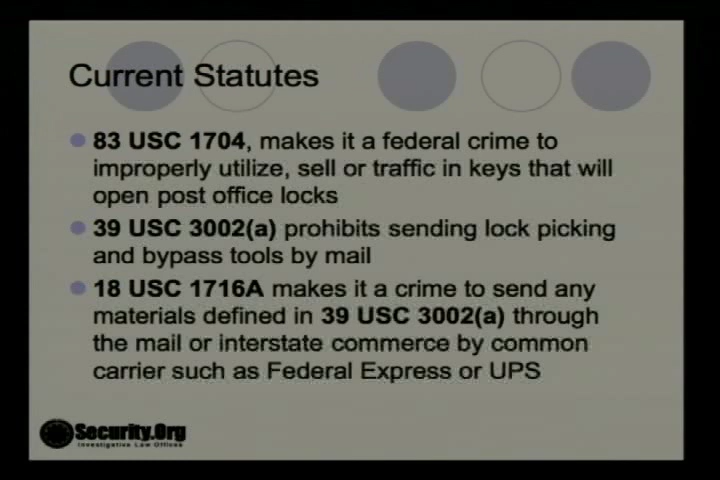 Current Statutes
83 USC 1704, makes it a federal crime to
improperly utilize, sell or traffic in keys that will
open post office locks
39 USC 3002(a) prohibits sending lock picking
and bypass tools by mail
18 USC 1716A makes it a crime to send any
materials defined in 39 USC 3002(a) through
the mail or interstate commerce by common
carrier such as Federal Express or UPS
Security.Org
Investigative Law Offices